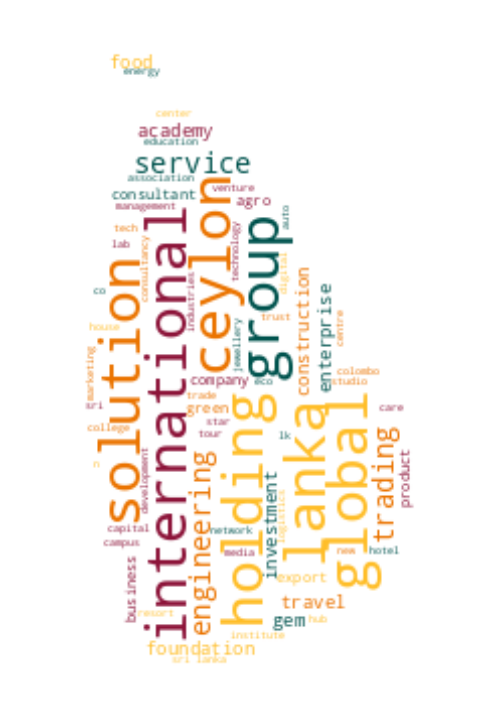 food
energy
center
academy
education
service
association
consultant
venture
management
agro
ceylon
international
group
auto
tech
lab
consultancy
technology
solution
digital
industries
construction
co
enterprise
house
trust
centre
jewellery
marketing
company
eco
colombo
studio
sri
trade
green
holding
lanka
global
care
star
college
tour
lk
trading
n
development
engineering
product
investment
logistics
capital
network
campus
media
new
hotel
business
export
travel
resort
gem
hub
institute
foundation
sri lanka